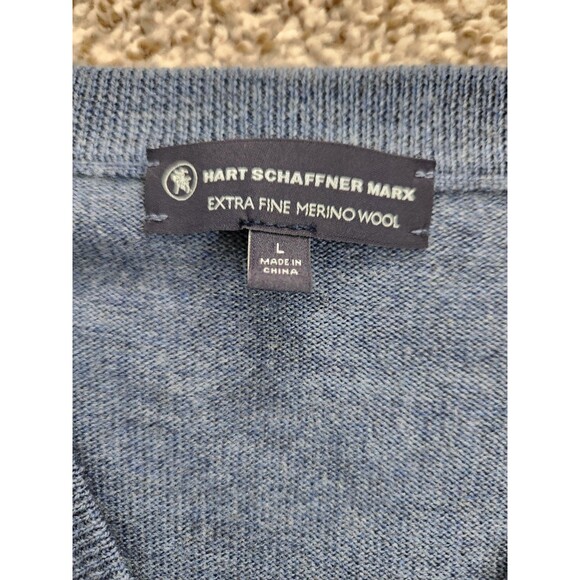 HART SCHAFFNER MARX
EXTRA FINE MERINO WOOL
L
MADE IN
CHINA